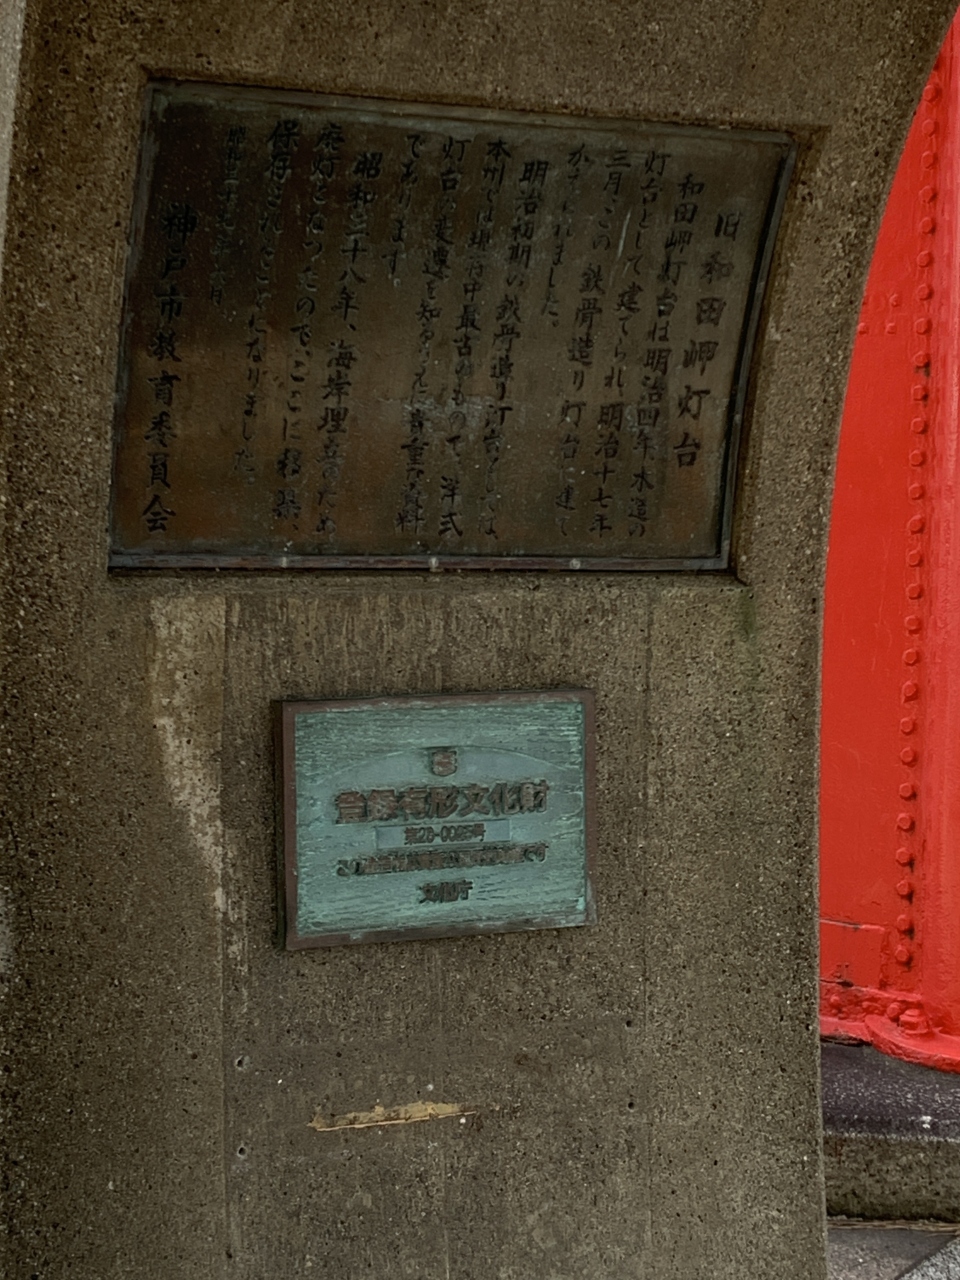 旧和田岬灯台
和田岬灯台は明治四年木造の
灯台として建てられ、明治十七年
三月、この鉄骨造り灯台に建て
かえられました。
明治初期の鉄骨造り灯台としては、
本州では現存中最古のもので、洋式
灯台の変遷を知るうえに貴重な資料
であります。
昭和三十八年、海岸埋立のため
廃灯となったので、ここに移築、
保存されたことになりました。
神戸市教育委員会
登録有形文化財
文化庁